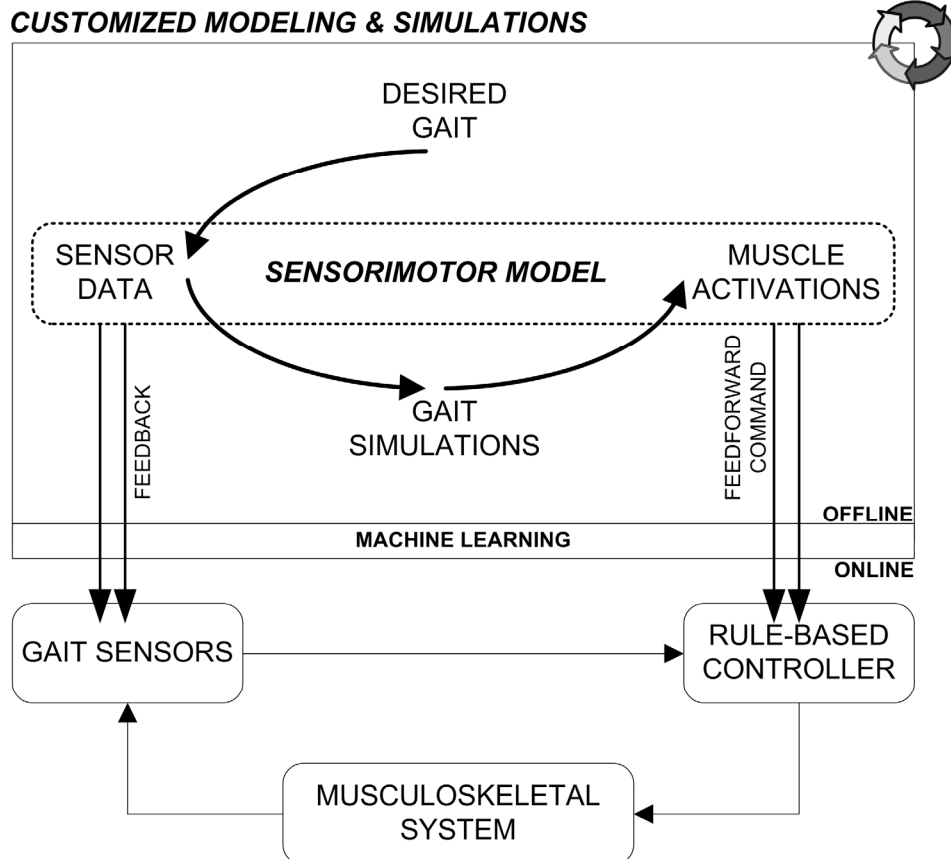 CUSTOMIZED MODELING & SIMULATIONS
DESIRED
GAIT
SENSOR
DATA
SENSORIMOTOR MODEL
MUSCLE
ACTIVATIONS
FEEDBACK
GAIT
SIMULATIONS
FEEDFORWARD
COMMAND
OFFLINE
MACHINE LEARNING
ONLINE
GAIT SENSORS
RULE-BASED
CONTROLLER
MUSCULOSKELETAL
SYSTEM